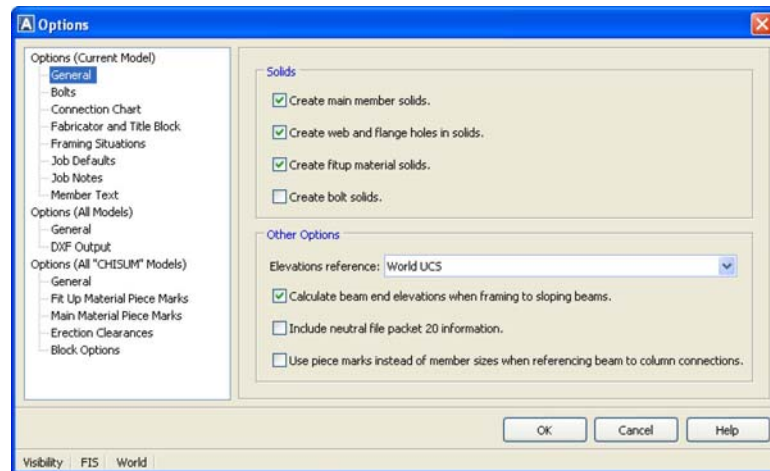 A Options
Options (Current Model)
General
Bolts
Connection Chart
Fabricator and Title Block
Framing Situations
Job Defaults
Job Notes
Member Text
Options (All Models)
General
DXF Output
Options (All "CHISUM" Models)
General
Fit Up Material Piece Marks
Main Material Piece Marks
Erection Clearances
Block Options
Solids
Create main member solids.
Create web and flange holes in solids.
Create fitup material solids.
Create bolt solids.
Other Options
Elevations reference: World UCS
Calculate beam end elevations when framing to sloping beams.
Include neutral file packet 20 information.
Use piece marks instead of member sizes when referencing beam to column connections.
OK Cancel Help
Visibility FIS World